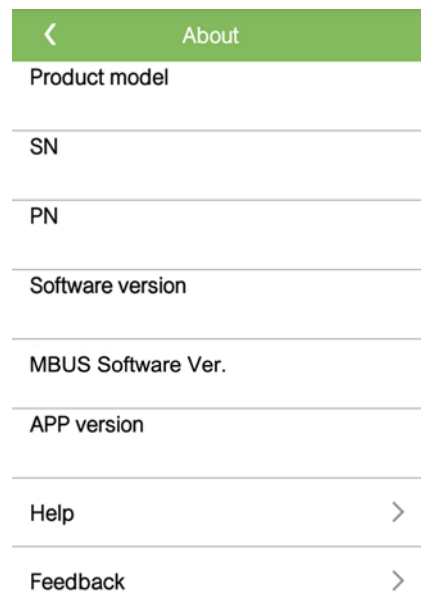 About
Product model
SN
PN
Software version
MBUS Software Ver.
APP version
Help
Feedback